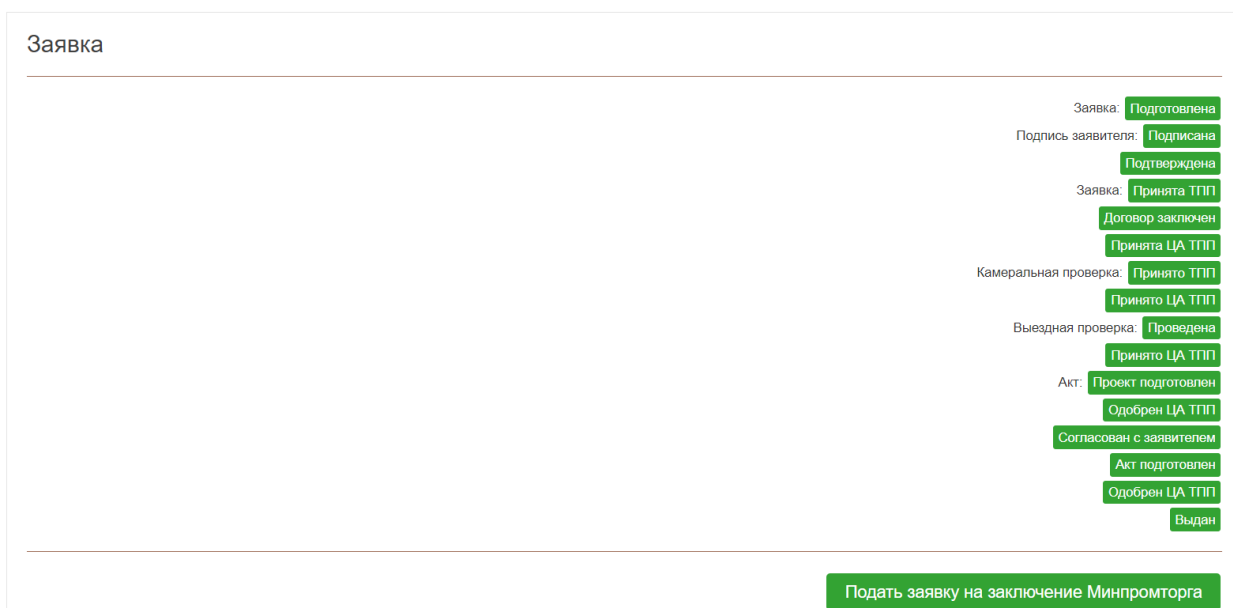 Заявка
Заявка: Подготовлена
Подпись заявителя: Подписана
Подтверждена
Заявка: Принята ТПП
Договор заключен
Принята ЦА ТПП
Камеральная проверка: Принято ТПП
Принято ЦА ТПП
Выездная проверка: Проведена
Принято ЦА ТПП
Акт: Проект подготовлен
Одобрен ЦА ТПП
Согласован с заявителем
Акт подготовлен
Одобрен ЦА ТПП
Выдан
Подать заявку на заключение Минпромторга